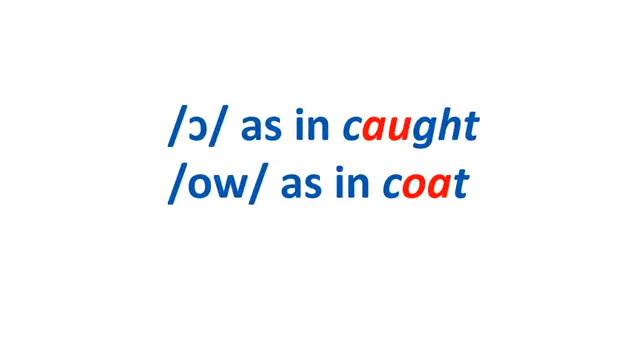 /ɔ/ as in caught
/ow/ as in coat